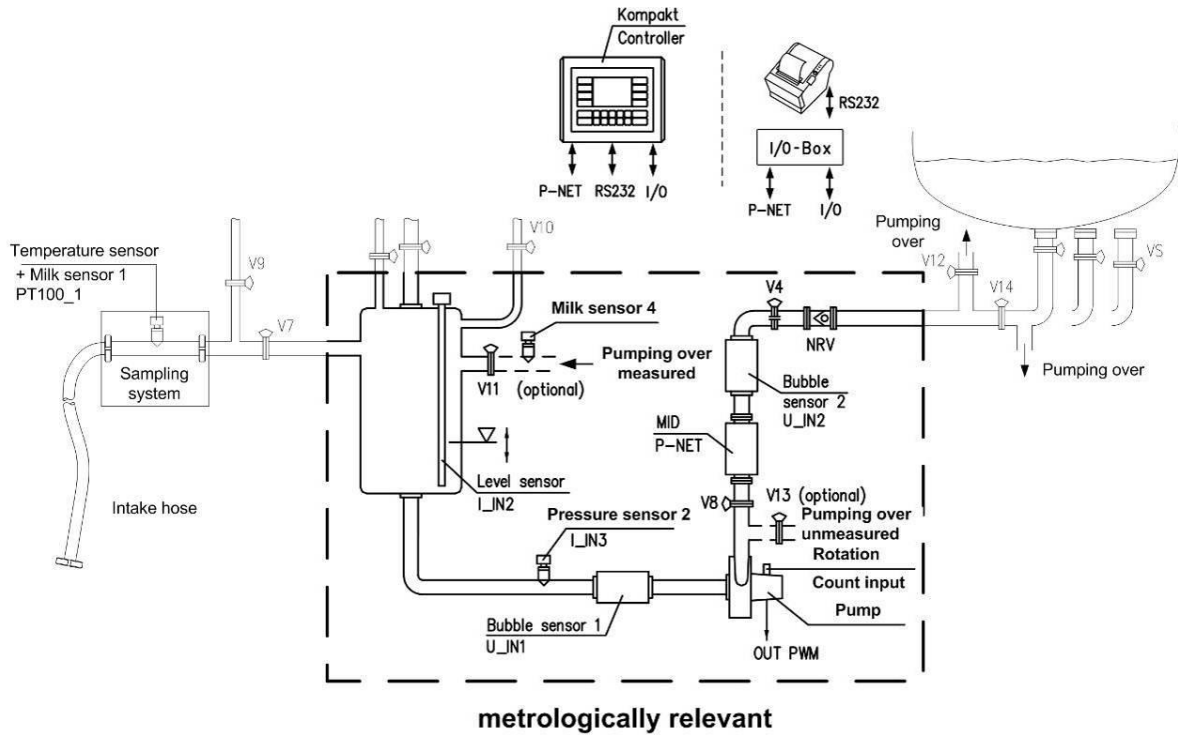 Kompakt
Controller
RS232
I/O-Box
P-NET RS232 I/O
P-NET I/O
Temperature sensor
+ Milk sensor 1
PT100_1
V9
V10
Pumping
over
V12
V14
VS
V7
Sampling
system
Milk sensor 4
Pumping over
measured
V11 (optional)
V4
NRV
Pumping over
Bubble
sensor 2
U_IN2
MID
P-NET
Level sensor
I_IN2
Intake hose
V8
V13 (optional)
Pumping over
unmeasured
Pressure sensor 2
I_IN3
Rotation
Count input
Pump
Bubble sensor 1
U_IN1
OUT PWM
metrologically relevant